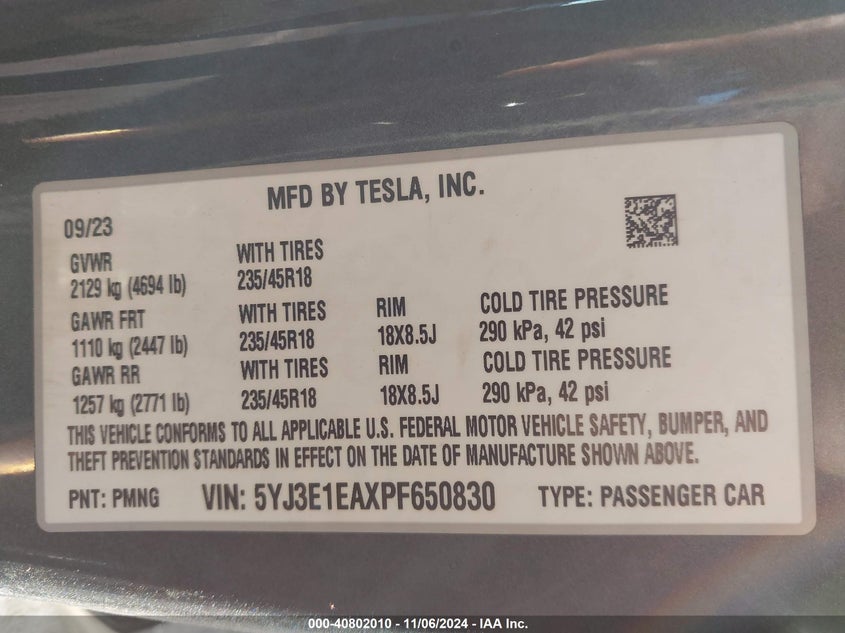 MFD BY TESLA, INC.
09/23
GVWR WITH TIRES
2129 kg (4694 lb) 235/45R18
GAWR FRT WITH TIRES RIM COLD TIRE PRESSURE
1110 kg (2447 lb) 235/45R18 18X8.5J 290 kPa, 42 psi
GAWR RR WITH TIRES RIM COLD TIRE PRESSURE
1257 kg (2771 lb) 235/45R18 18X8.5J 290 kPa, 42 psi
THIS VEHICLE CONFORMS TO ALL APPLICABLE U.S. FEDERAL MOTOR VEHICLE SAFETY, BUMPER, AND
THEFT PREVENTION STANDARDS IN EFFECT ON THE DATE OF MANUFACTURE SHOWN ABOVE.
PNT: PMNG VIN: 5YJ3E1EAXPF650830 TYPE: PASSENGER CAR
000-40802010 - 11/06/2024 - IAA Inc.